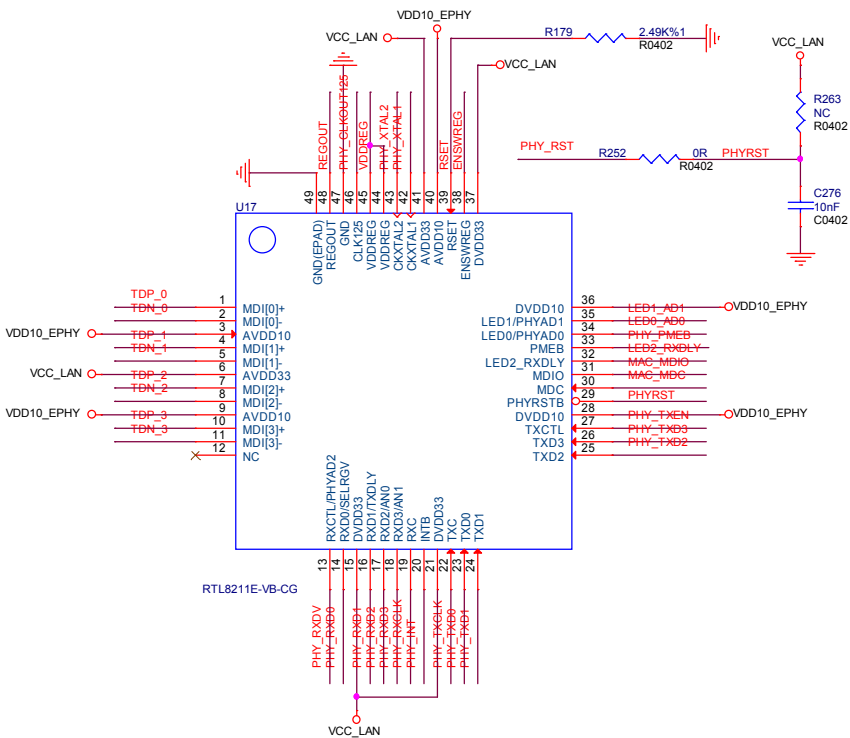 VDD10_EPHY
VCC_LAN
R179
2.49K%1
R0402
VCC_LAN
VCC_LAN
R263
NC
R0402
PHY_RST
R252
0R
R0402
PHYRST
C276
10nF
C0402
REGOUT
PHY_CLKOUT125
VDDREG
PHY_XTAL2
PHY_XTAL1
RSET
ENSWREG
49
48
47
46
45
44
43
42
41
40
39
38
37
U17
GND(EPAD)
REGOUT
GND
CLK125
VDDREG
VDDREG
CKXTAL2
CKXTAL1
AVDD33
AVDD10
RSET
ENSWREG
DVDD33
TDP_0
1
MDI[0]+
TDN_0
2
MDI[0]-
VDD10_EPHY
3
AVDD10
TDP_1
4
MDI[1]+
TDN_1
5
MDI[1]-
VCC_LAN
6
AVDD33
TDP_2
7
MDI[2]+
TDN_2
8
MDI[2]-
VDD10_EPHY
9
AVDD10
TDP_3
10
MDI[3]+
TDN_3
11
MDI[3]-
12
NC
DVDD10
36
VDD10_EPHY
LED1/PHYAD1
35
LED1_AD1
LED0/PHYAD0
34
LED0_AD0
PMEB
33
PHY_PMEB
LED2_RXDLY
32
LED2_RXDLY
MDIO
31
MAC_MDIO
MDC
30
MAC_MDC
PHYRSTB
29
PHYRST
DVDD10
28
VDD10_EPHY
TXCTL
27
PHY_TXEN
TXD3
26
PHY_TXD3
TXD2
25
PHY_TXD2
RXCTL/PHYAD2
RXD0/SELRGV
DVDD33
RXD1/TXDLY
RXD2/AN0
RXD3/AN1
RXC
INTB
DVDD33
TXC
TXD0
TXD1
13
14
15
16
17
18
19
20
21
22
23
24
RTL8211E-VB-CG
PHY_RXDV
PHY_RXD0
PHY_RXD1
PHY_RXD2
PHY_RXD3
PHY_RXCLK
PHY_INT
PHY_TXCLK
PHY_TXD0
PHY_TXD1
VCC_LAN